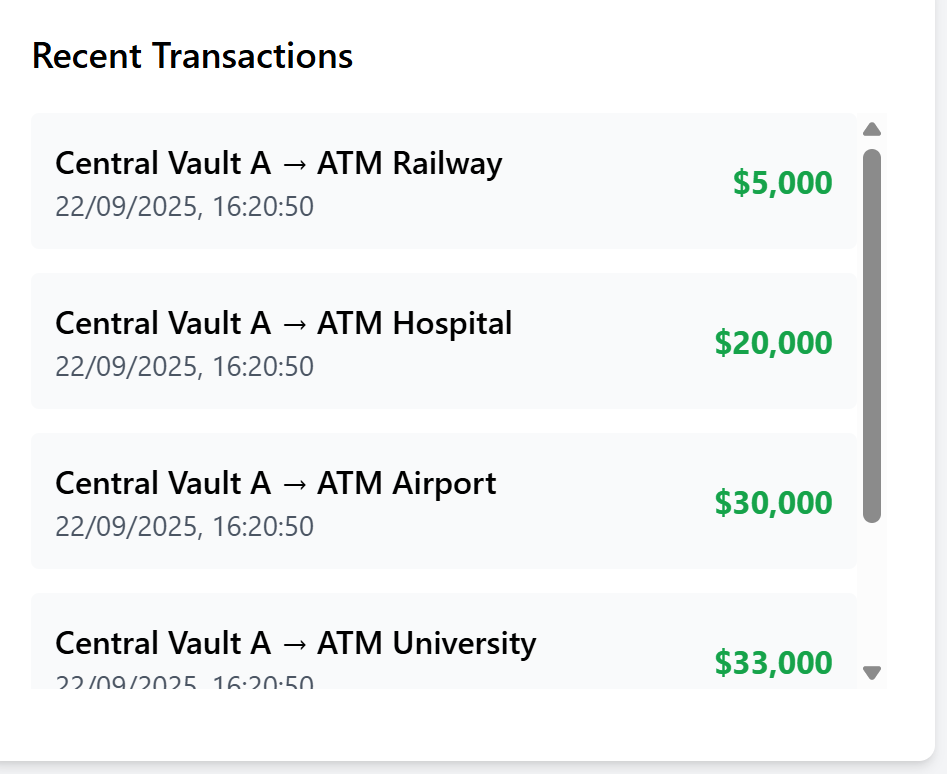 Recent Transactions
Central Vault A → ATM Railway
$5,000
22/09/2025, 16:20:50
Central Vault A → ATM Hospital
$20,000
22/09/2025, 16:20:50
Central Vault A → ATM Airport
$30,000
22/09/2025, 16:20:50
Central Vault A → ATM University
$33,000
22/09/2025, 16:20:50